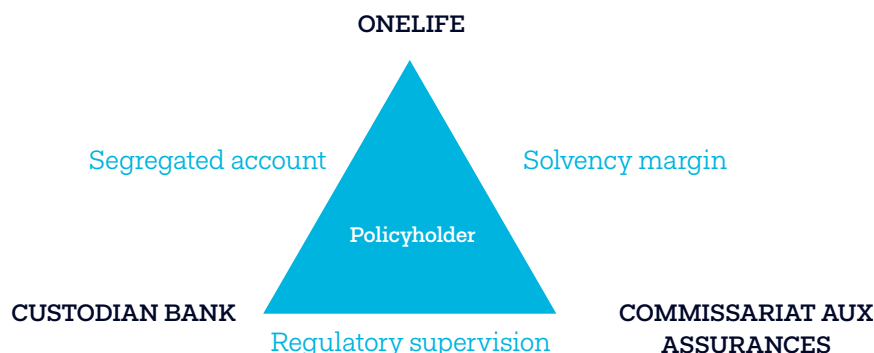 ONELIFE
Segregated account
Solvency margin
Policyholder
CUSTODIAN BANK
COMMISSARIAT AUX
ASSURANCES
Regulatory supervision